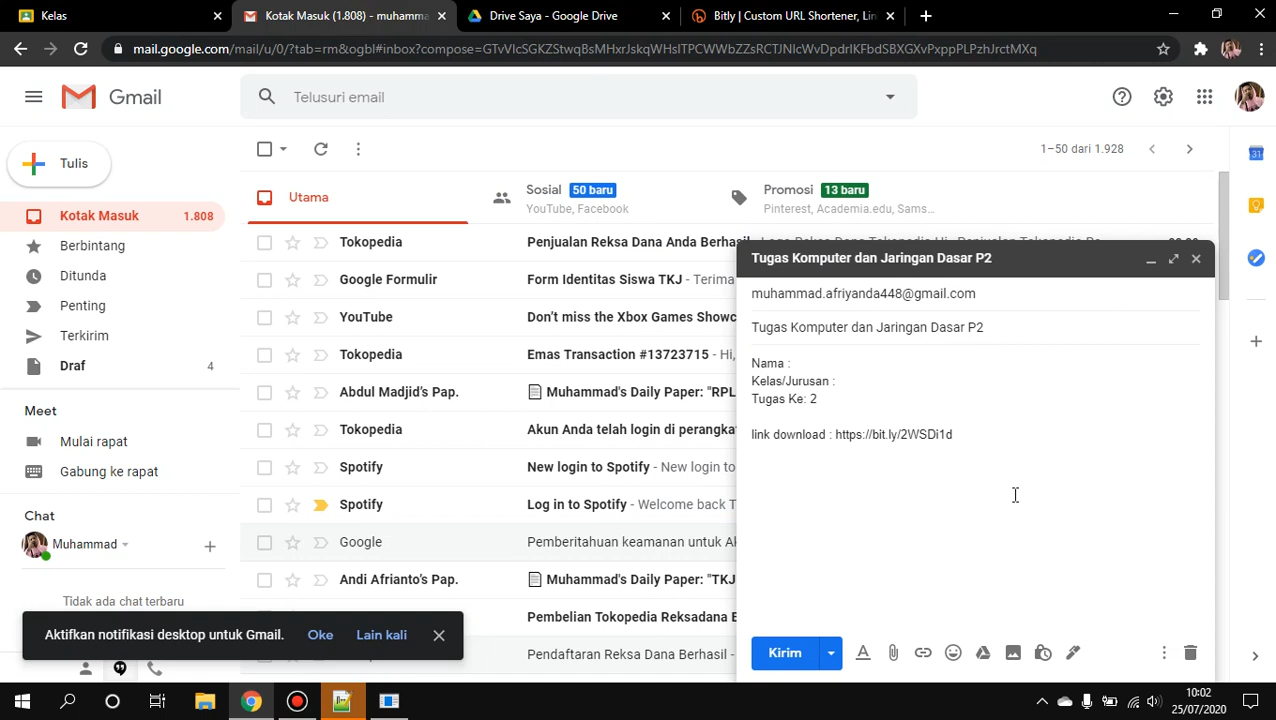 Kelas
Kotak Masuk (1.808) - muhamma
Drive Saya - Google Drive
Bitly | Custom URL Shortener, Lin
mail.google.com/mail/u/0/?tab=rm&ogbl#inbox?compose=GTvVlcSGKZStwqBsMHxrJskqWHsITPCWWbZZsRCTJNlcWvDpdrlKFbdSBXGXvPxppPLPzhJrctMXq
Gmail
Telusuri email
Tulis
1–50 dari 1.928
Kotak Masuk 1.808
Berbintang
Ditunda
Penting
Terkirim
Draf 4
Meet
Mulai rapat
Gabung ke rapat
Chat
Muhammad
Tidak ada chat terbaru
Utama
Sosial 50 baru
YouTube, Facebook
Promosi 13 baru
Pinterest, Academia.edu, Sams...
Tokopedia Penjualan Reksa Dana Anda Berhasil
Google Formulir Form Identitas Siswa TKJ - Terima
YouTube Don't miss the Xbox Games Showc
Tokopedia Emas Transaction #13723715 - Hi,
Abdul Madjid's Pap. Muhammad's Daily Paper: "RPL
Tokopedia Akun Anda telah login di perangka
Spotify New login to Spotify - New login to
Spotify Log in to Spotify - Welcome back T
Google Pemberitahuan keamanan untuk Ak
Andi Afrianto's Pap. Muhammad's Daily Paper: "TKJ
Pembelian Tokopedia Reksadana B
Pendaftaran Reksa Dana Berhasil -
Tugas Komputer dan Jaringan Dasar P2
muhammad.afriyanda448@gmail.com
Tugas Komputer dan Jaringan Dasar P2
Nama :
Kelas/Jurusan :
Tugas Ke: 2
link download : https://bit.ly/2WSDi1d
Kirim
Aktifkan notifikasi desktop untuk Gmail. Oke Lain kali
31
10:02
25/07/2020